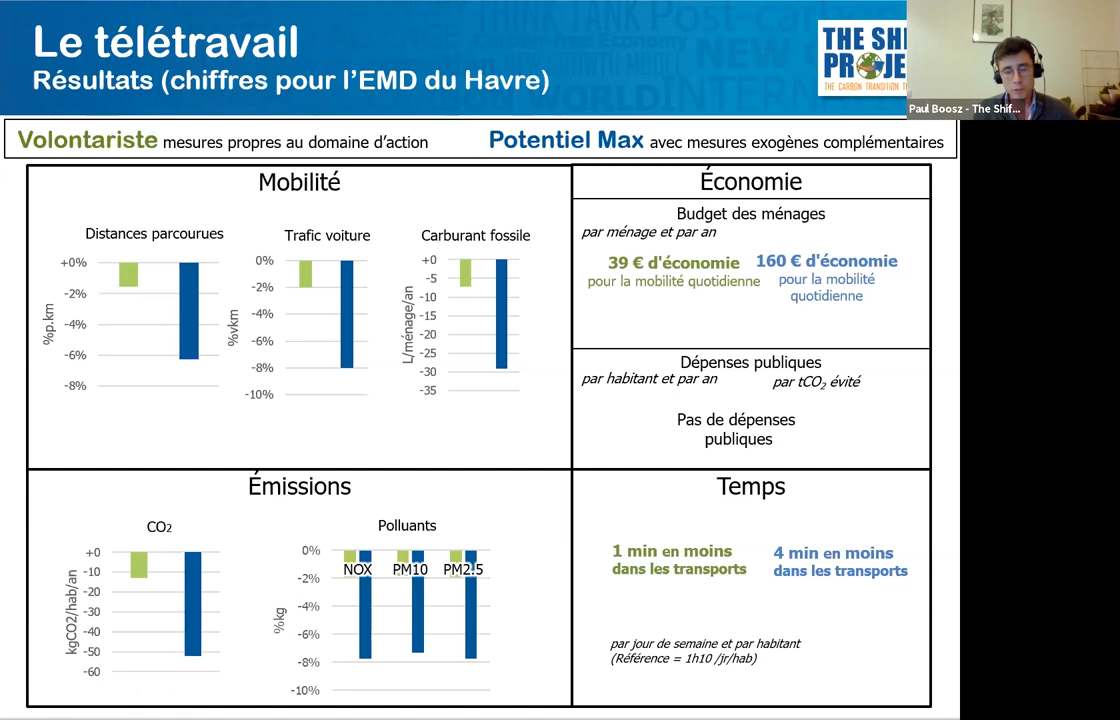 Le télétravail
Résultats (chiffres pour l'EMD du Havre)
THINK TANK Post-carb
Economy
NEW
THE SHI
PROJE
THE CARBON TRANSITION T
Paul Boosz - The Shif...
Volontariste mesures propres au domaine d'action
Potentiel Max avec mesures exogènes complémentaires
Mobilité
Distances parcourues
+0%
-2%
-4%
-6%
-8%
%p.km
Trafic voiture
0%
-2%
-4%
-6%
-8%
-10%
%vkm
Carburant fossile
+0
-5
-10
-15
-20
-25
-30
-35
L/ménage/an
Économie
Budget des ménages
par ménage et par an
39 € d'économie
pour la mobilité quotidienne
160 € d'économie
pour la mobilité
quotidienne
Dépenses publiques
par habitant et par an
par tCO2 évité
Pas de dépenses
publiques
Émissions
CO2
+0
-10
-20
-30
-40
-50
-60
kgCO2/hab/an
Polluants
0%
-2%
-4%
-6%
-8%
-10%
%kg
NOX
PM10
PM2.5
Temps
1 min en moins
dans les transports
4 min en moins
dans les transports
par jour de semaine et par habitant
(Référence = 1h10 /jr/hab)